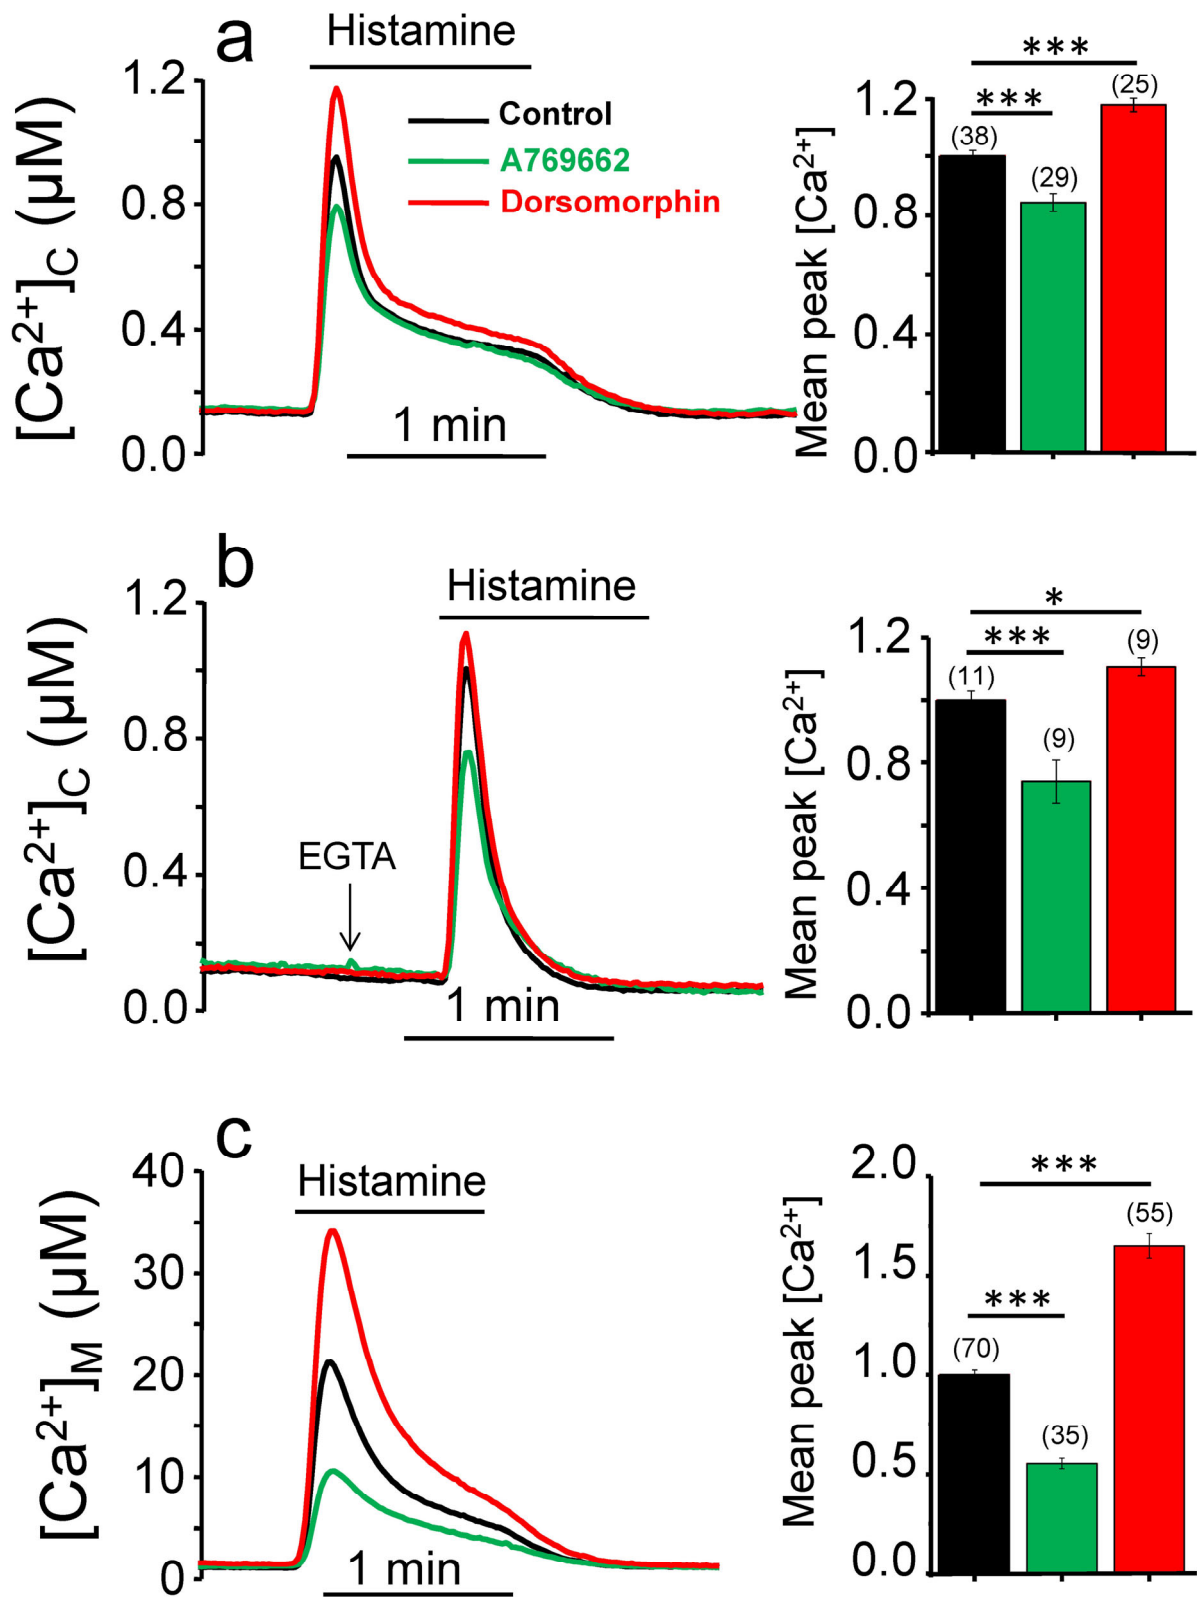 a
Histamine
[Ca²⁺]C (µM)
1.2
0.8
0.4
0.0
Control
A769662
Dorsomorphin
1 min
Mean peak [Ca²⁺]
1.2
0.8
0.4
0.0
***
***
(38)
(29)
(25)
b
Histamine
[Ca²⁺]C (µM)
1.2
0.8
0.4
0.0
EGTA
1 min
Mean peak [Ca²⁺]
1.2
0.8
0.4
0.0
*
***
(11)
(9)
(9)
c
Histamine
[Ca²⁺]M (µM)
40
30
20
10
0
1 min
Mean peak [Ca²⁺]
2.0
1.5
1.0
0.5
0.0
***
***
(70)
(35)
(55)